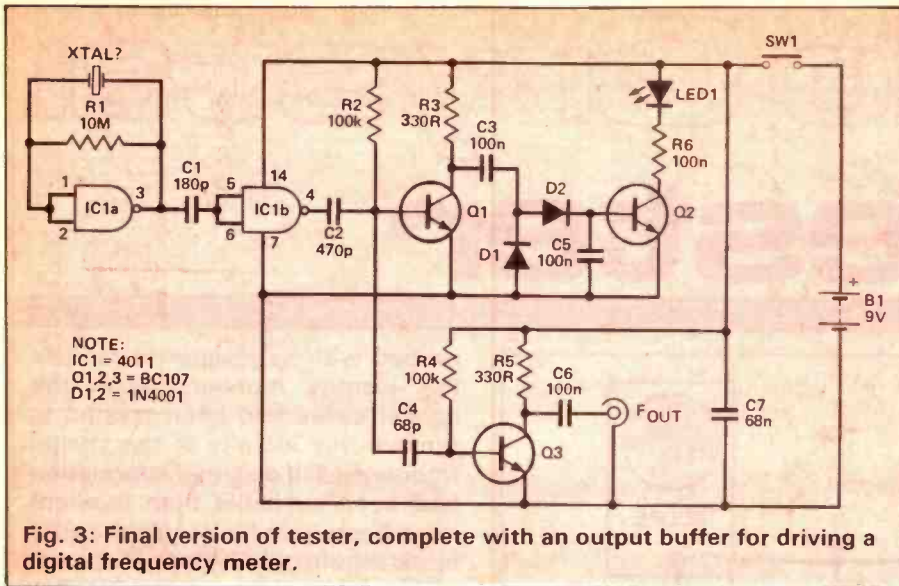 XTAL?
R1
10M
1
2
3
IC1a
C1
180p
5
6
14
IC1b
4
7
C2
470p
R2
100k
R3
330R
C3
100n
Q1
D2
D1
C5
100n
LED1
R6
100n
Q2
SW1
+
B1
9V
R4
100k
R5
330R
C6
100n
FOUT
C4
68p
Q3
C7
68n
NOTE:
IC1 = 4011
Q1,2,3 = BC107
D1,2 = 1N4001
Fig. 3: Final version of tester, complete with an output buffer for driving a
digital frequency meter.